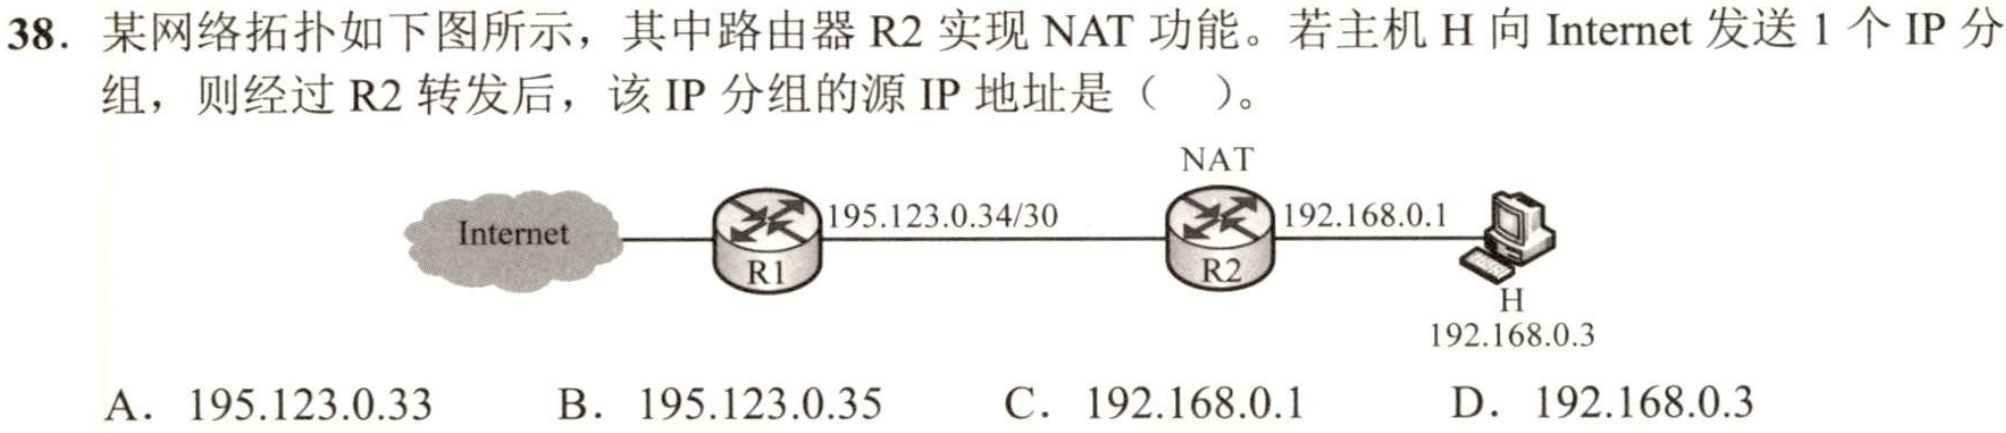 38. 某网络拓扑如下图所示，其中路由器 R2 实现 NAT 功能。若主机 H 向 Internet 发送 1 个 IP 分
组，则经过 R2 转发后，该 IP 分组的源 IP 地址是（ ）。
NAT
Internet
R1
195.123.0.34/30
R2
192.168.0.1
H
192.168.0.3
A. 195.123.0.33 B. 195.123.0.35 C. 192.168.0.1 D. 192.168.0.3